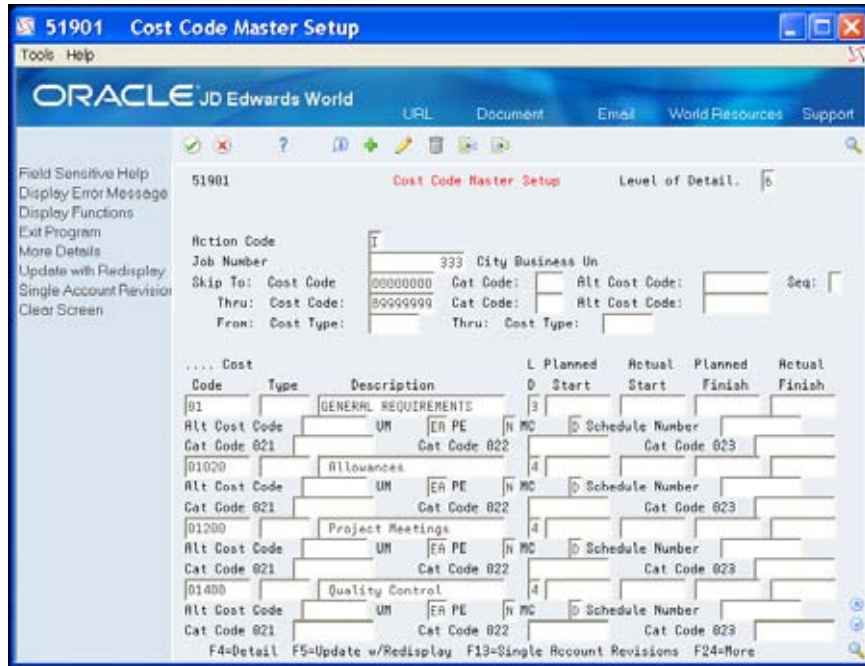 51901 Cost Code Master Setup
Tools Help
ORACLE JD Edwards World
URL Document Email World Resources Support
Field Sensitive Help
Display Error Message
Display Functions
Exit Program
More Details
Update with Redisplay
Single Account Revision
Clear Screen
51901 Cost Code Master Setup Level of Detail. 6
Action Code I
Job Number 333 City Business Un
Skip To: Cost Code 00000000 Cat Code: Alt Cost Code: Seq:
Thru: Cost Code: 89999999 Cat Code: Alt Cost Code:
From: Cost Type: Thru: Cost Type:
.... Cost L Planned Actual Planned Actual
Code Type Description D Start Start Finish Finish
01 GENERAL REQUIREMENTS 3
Alt Cost Code UM EA PE N MC D Schedule Number
Cat Code 021 Cat Code 022 Cat Code 023
01020 Allowances 4
Alt Cost Code UM EA PE N MC D Schedule Number
Cat Code 021 Cat Code 022 Cat Code 023
01200 Project Meetings 4
Alt Cost Code UM EA PE N MC D Schedule Number
Cat Code 021 Cat Code 022 Cat Code 023
01400 Quality Control 4
Alt Cost Code UM EA PE N MC D Schedule Number
Cat Code 021 Cat Code 022 Cat Code 023
F4=Detail F5=Update w/Redisplay F13=Single Account Revisions F24=More